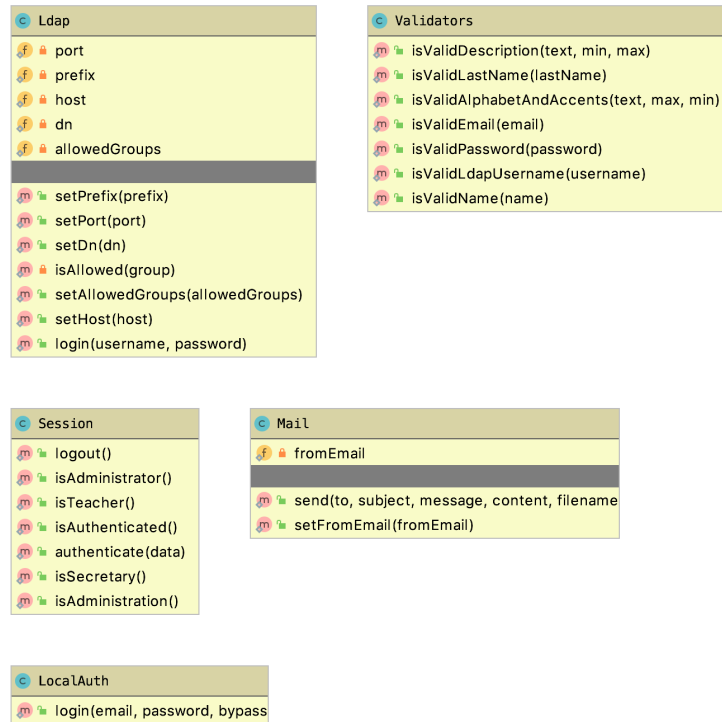 Ldap
port
prefix
host
dn
allowedGroups
setPrefix(prefix)
setPort(port)
setDn(dn)
isAllowed(group)
setAllowedGroups(allowedGroups)
setHost(host)
login(username, password)
Validators
isValidDescription(text, min, max)
isValidLastName(lastName)
isValidAlphabetAndAccents(text, max, min)
isValidEmail(email)
isValidPassword(password)
isValidLdapUsername(username)
isValidName(name)
Session
logout()
isAdministrator()
isTeacher()
isAuthenticated()
authenticate(data)
isSecretary()
isAdministration()
Mail
fromEmail
send(to, subject, message, content, filename
setFromEmail(fromEmail)
LocalAuth
login(email, password, bypass